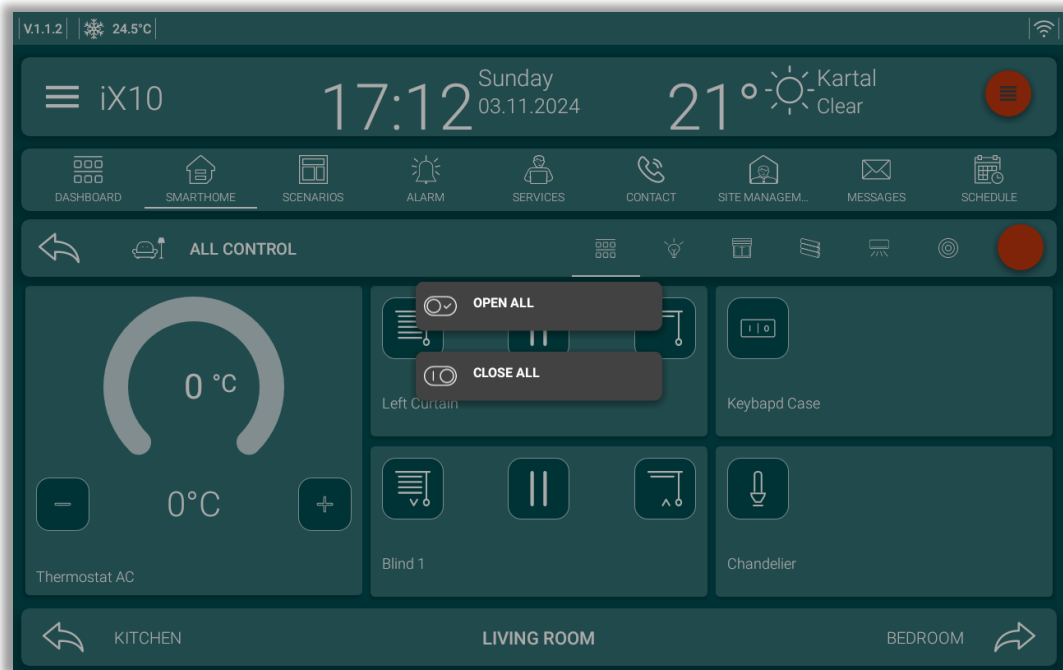 V.1.1.2 24.5°C
iX10 17:12 Sunday 03.11.2024 21° Kartal Clear
DASHBOARD SMARTHOME SCENARIOS ALARM SERVICES CONTACT SITE MANAGEM... MESSAGES SCHEDULE
ALL CONTROL
OPEN ALL
CLOSE ALL
0 °C
0°C
Thermostat AC
Left Curtain
Keybapd Case
Blind 1
Chandelier
KITCHEN LIVING ROOM BEDROOM